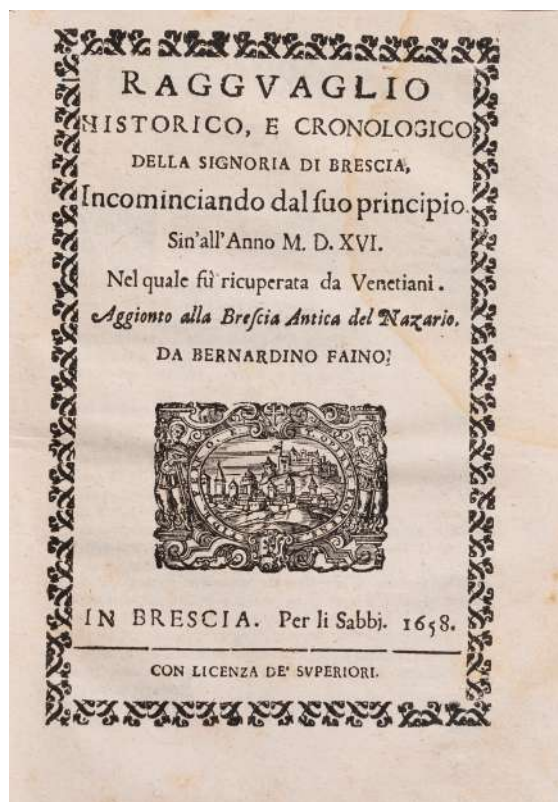 RAGGVAGLIO
HISTORICO, E CRONOLOGICO
DELLA SIGNORIA DI BRESCIA,
Incominciando dal ſuo principio.
Sin'all'Anno M. D. XVI.
Nel quale fù ricuperata da Venetiani.
Aggionto alla Breſcia Antica del Nazario.
DA BERNARDINO FAINO;
IN BRESCIA. Per li Sabbj. 1658.
CON LICENZA DE' SVPERIORI.